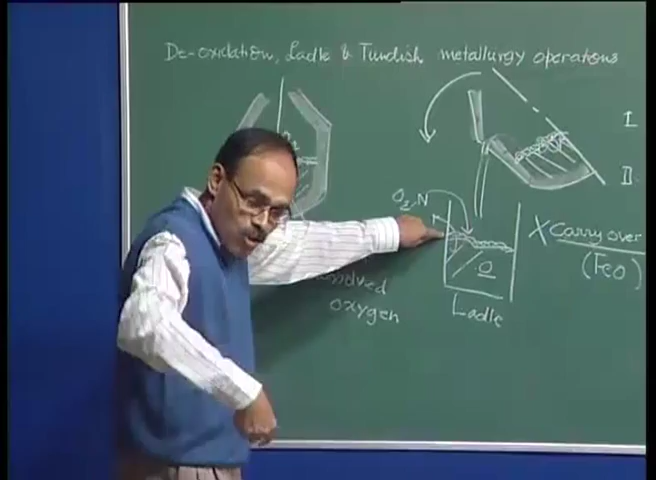 De-oxidation, Ladle & Tundish metallurgy operations
I
II
O2, N
X Carry over
(FeO)
O
Ladle
oxygen